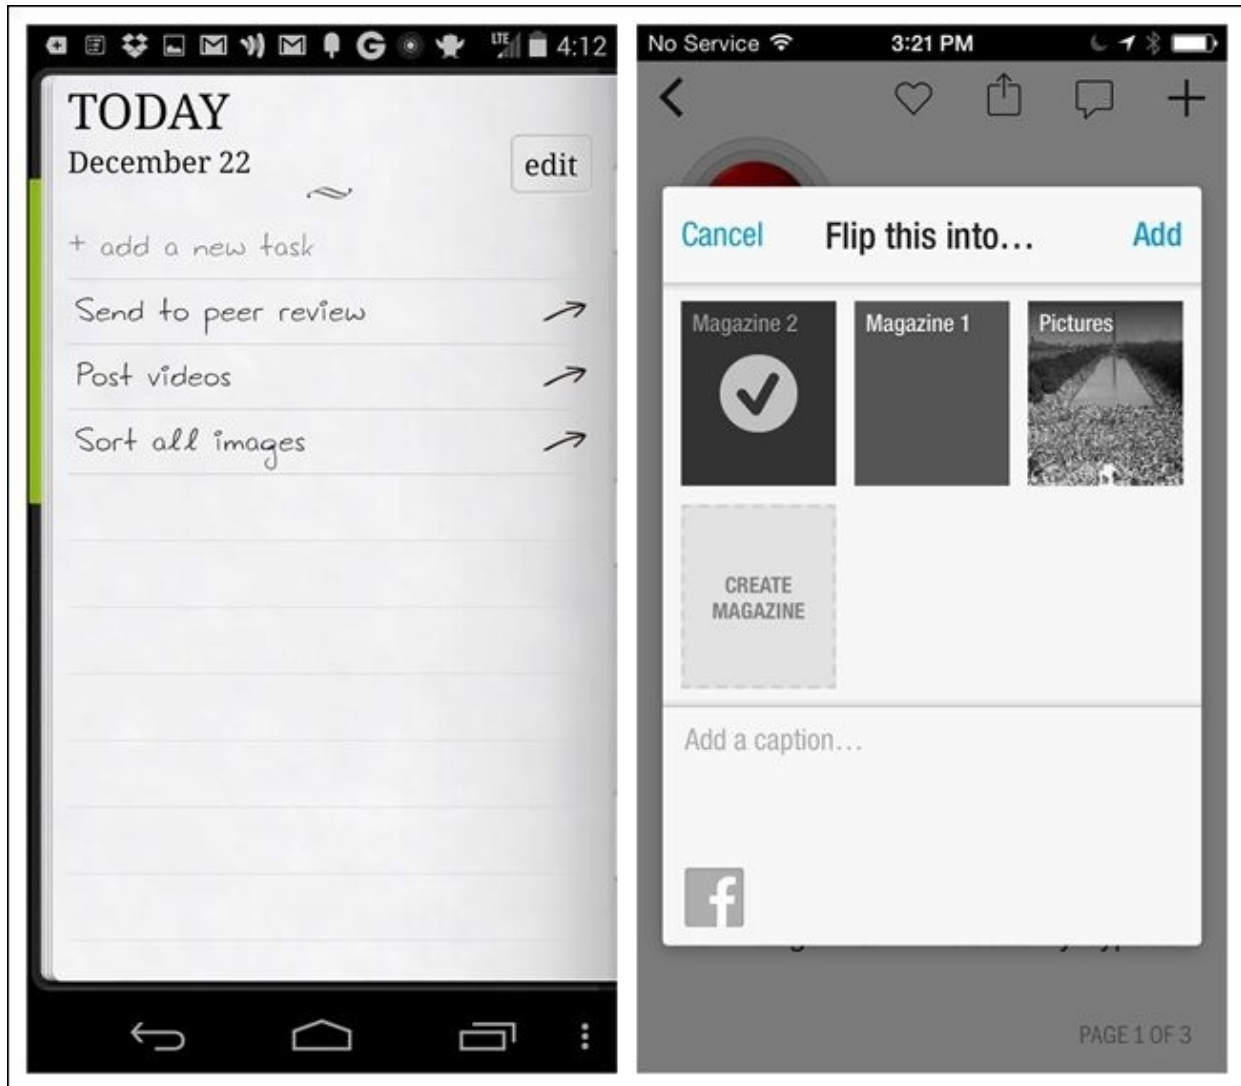 LTE 4:12
TODAY
December 22
edit
+ add a new task
Send to peer review
Post videos
Sort all images
No Service 3:21 PM
Cancel Flip this into... Add
Magazine 2 Magazine 1 Pictures
CREATE
MAGAZINE
Add a caption...
PAGE 1 OF 3